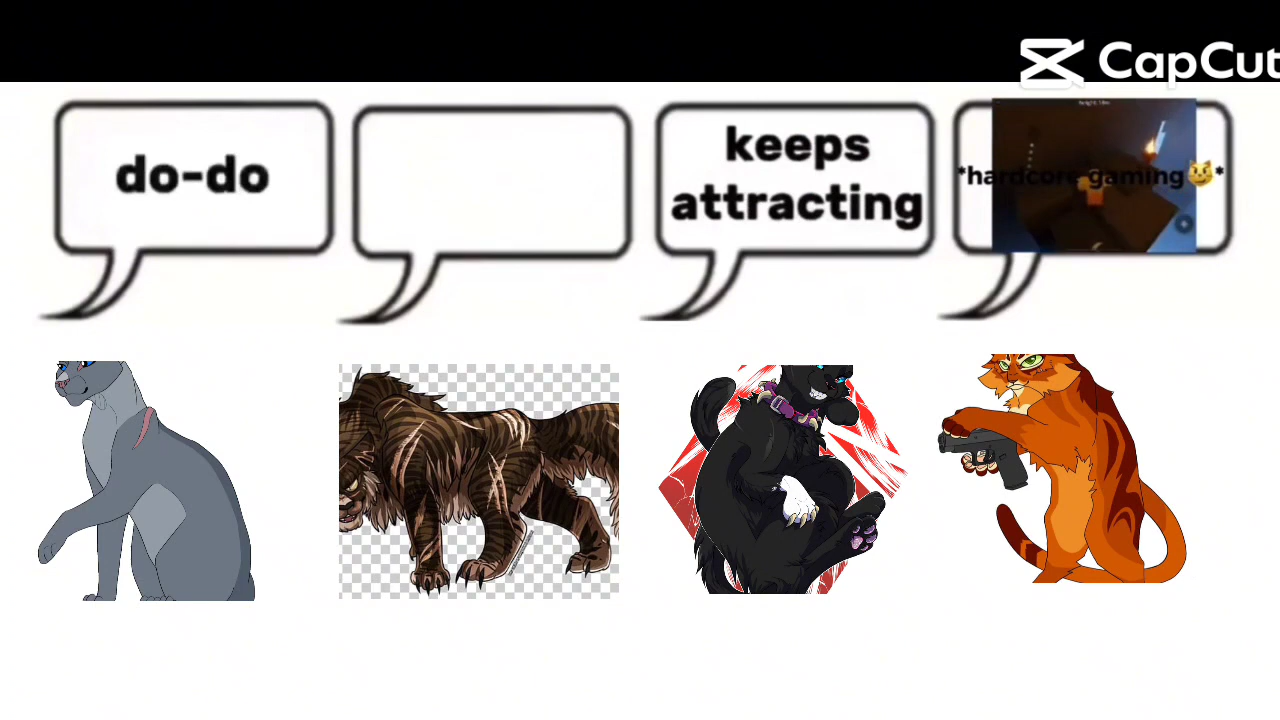 CapCut
do-do
keeps
attracting
*hardcore gaming😼*